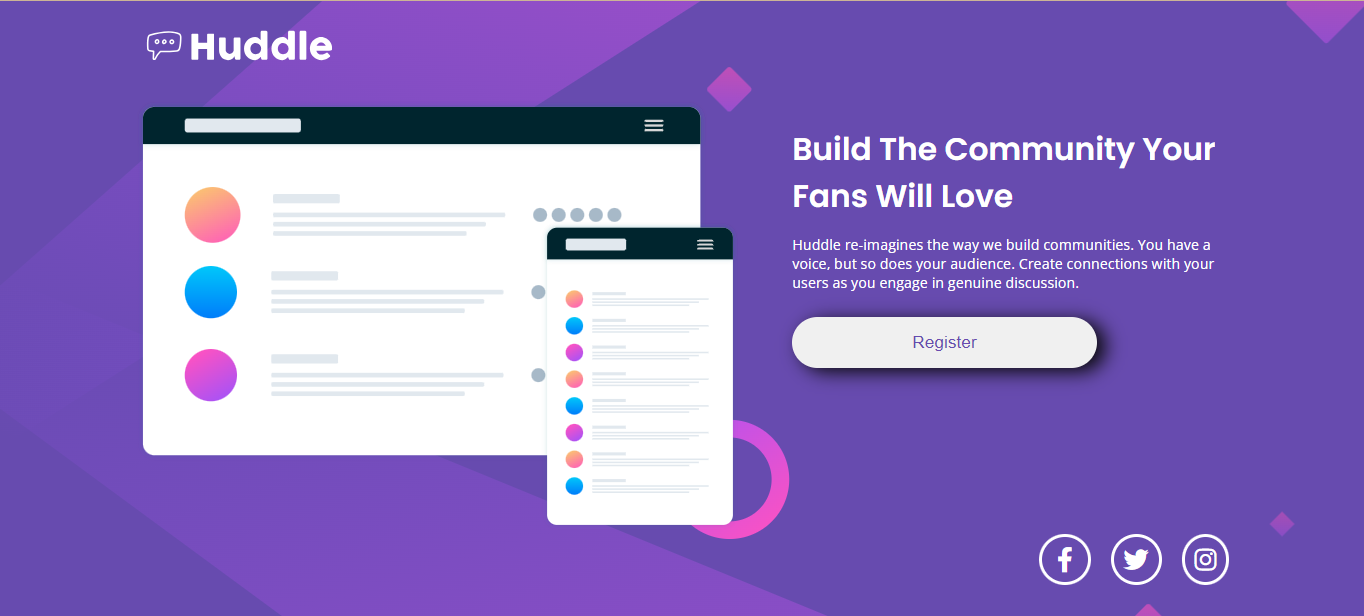 Huddle
Build The Community Your
Fans Will Love
Huddle re-imagines the way we build communities. You have a
voice, but so does your audience. Create connections with your
users as you engage in genuine discussion.
Register